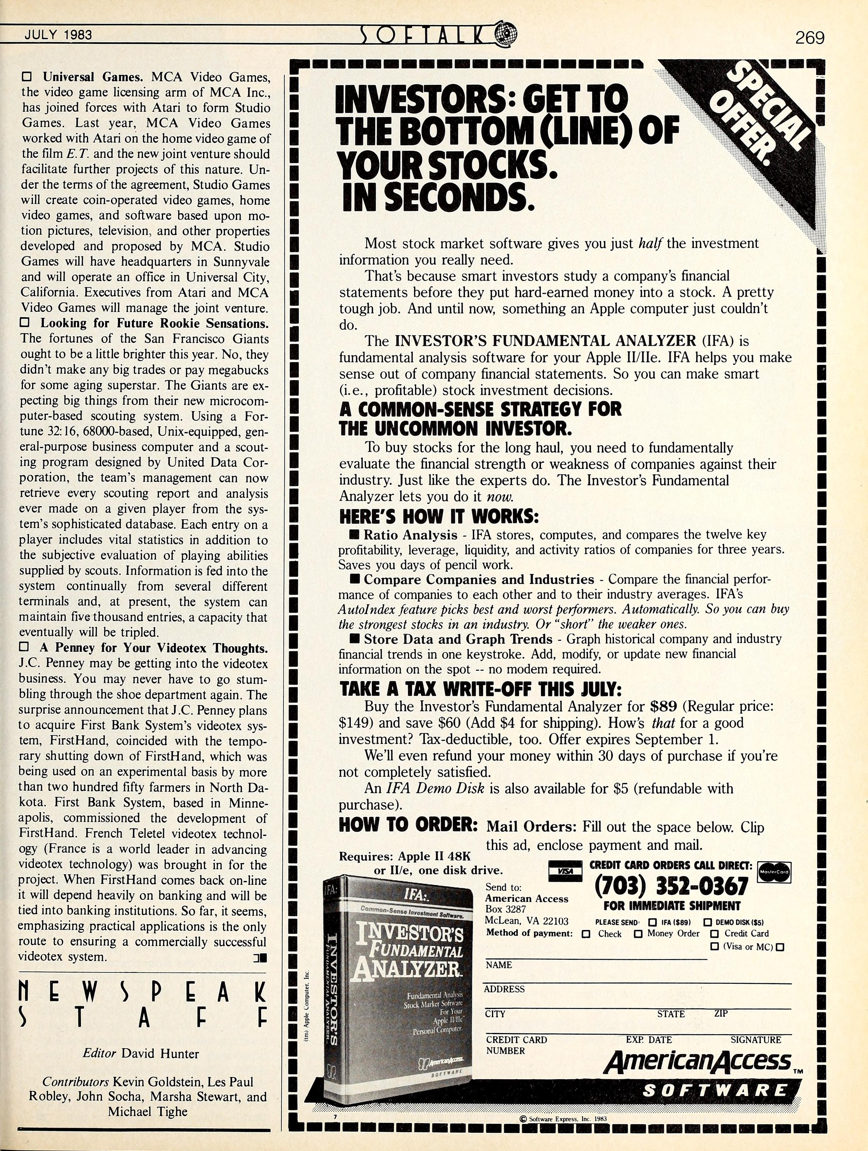 JULY 1983
SOFTALK
269
☐ Universal Games. MCA Video Games,
the video game licensing arm of MCA Inc.,
has joined forces with Atari to form Studio
Games. Last year, MCA Video Games
worked with Atari on the home video game of
the film E.T. and the new joint venture should
facilitate further projects of this nature. Un-
der the terms of the agreement, Studio Games
will create coin-operated video games, home
video games, and software based upon mo-
tion pictures, television, and other properties
developed and proposed by MCA. Studio
Games will have headquarters in Sunnyvale
and will operate an office in Universal City,
California. Executives from Atari and MCA
Video Games will manage the joint venture.
☐ Looking for Future Rookie Sensations.
The fortunes of the San Francisco Giants
ought to be a little brighter this year. No, they
didn't make any big trades or pay megabucks
for some aging superstar. The Giants are ex-
pecting big things from their new microcom-
puter-based scouting system. Using a For-
tune 32:16, 68000-based, Unix-equipped, gen-
eral-purpose business computer and a scout-
ing program designed by United Data Cor-
poration, the team's management can now
retrieve every scouting report and analysis
ever made on a given player from the sys-
tem's sophisticated database. Each entry on a
player includes vital statistics in addition to
the subjective evaluation of playing abilities
supplied by scouts. Information is fed into the
system continually from several different
terminals and, at present, the system can
maintain five thousand entries, a capacity that
eventually will be tripled.
☐ A Penney for Your Videotex Thoughts.
J.C. Penney may be getting into the videotex
business. You may never have to go stum-
bling through the shoe department again. The
surprise announcement that J.C. Penney plans
to acquire First Bank System's videotex sys-
tem, FirstHand, coincided with the tempo-
rary shutting down of FirstHand, which was
being used on an experimental basis by more
than two hundred fifty farmers in North Da-
kota. First Bank System, based in Minne-
apolis, commissioned the development of
FirstHand. French Teletel videotex technol-
ogy (France is a world leader in advancing
videotex technology) was brought in for the
project. When FirstHand comes back on-line
it will depend heavily on banking and will be
tied into banking institutions. So far, it seems,
emphasizing practical applications is the only
route to ensuring a commercially successful
videotex system.
NEWSPEAK
STAFF
Editor David Hunter
Contributors Kevin Goldstein, Les Paul
Robley, John Socha, Marsha Stewart, and
Michael Tighe
SPECIAL
OFFER.
INVESTORS: GET TO
THE BOTTOM (LINE) OF
YOUR STOCKS.
IN SECONDS.
Most stock market software gives you just half the investment
information you really need.
That's because smart investors study a company's financial
statements before they put hard-earned money into a stock. A pretty
tough job. And until now, something an Apple computer just couldn't
do.
The INVESTOR'S FUNDAMENTAL ANALYZER (IFA) is
fundamental analysis software for your Apple II/IIe. IFA helps you make
sense out of company financial statements. So you can make smart
(i.e., profitable) stock investment decisions.
A COMMON-SENSE STRATEGY FOR
THE UNCOMMON INVESTOR.
To buy stocks for the long haul, you need to fundamentally
evaluate the financial strength or weakness of companies against their
industry. Just like the experts do. The Investor's Fundamental
Analyzer lets you do it now.
HERE'S HOW IT WORKS:
■ Ratio Analysis - IFA stores, computes, and compares the twelve key
profitability, leverage, liquidity, and activity ratios of companies for three years.
Saves you days of pencil work.
■ Compare Companies and Industries - Compare the financial perfor-
mance of companies to each other and to their industry averages. IFA's
AutoIndex feature picks best and worst performers. Automatically. So you can buy
the strongest stocks in an industry. Or "short" the weaker ones.
■ Store Data and Graph Trends - Graph historical company and industry
financial trends in one keystroke. Add, modify, or update new financial
information on the spot -- no modem required.
TAKE A TAX WRITE-OFF THIS JULY:
Buy the Investor's Fundamental Analyzer for $89 (Regular price:
$149) and save $60 (Add $4 for shipping). How's that for a good
investment? Tax-deductible, too. Offer expires September 1.
We'll even refund your money within 30 days of purchase if you're
not completely satisfied.
An IFA Demo Disk is also available for $5 (refundable with
purchase).
HOW TO ORDER: Mail Orders: Fill out the space below. Clip
this ad, enclose payment and mail.
Requires: Apple II 48K
or II/e, one disk drive.
VISA
CREDIT CARD ORDERS CALL DIRECT:
MasterCard
(703) 352-0367
FOR IMMEDIATE SHIPMENT
Send to:
American Access
Box 3287
McLean, VA 22103
PLEASE SEND: ☐ IFA ($89) ☐ DEMO DISK ($5)
Method of payment: ☐ Check ☐ Money Order ☐ Credit Card
☐ (Visa or MC) ☐
NAME
ADDRESS
CITY STATE ZIP
CREDIT CARD EXP. DATE SIGNATURE
NUMBER
AmericanAccess™
SOFTWARE
(tm) Apple Computer, Inc.
IFA:
INVESTOR'S
FUNDAMENTAL
ANALYZER
IFA:.
Common-Sense Investment Software.
INVESTOR'S
FUNDAMENTAL
ANALYZER
Fundamental Analysis
Stock Market Software
For Your
Apple II/IIe
Personal Computer
AmericanAccess
SOFTWARE
7
© Software Express, Inc. 1983